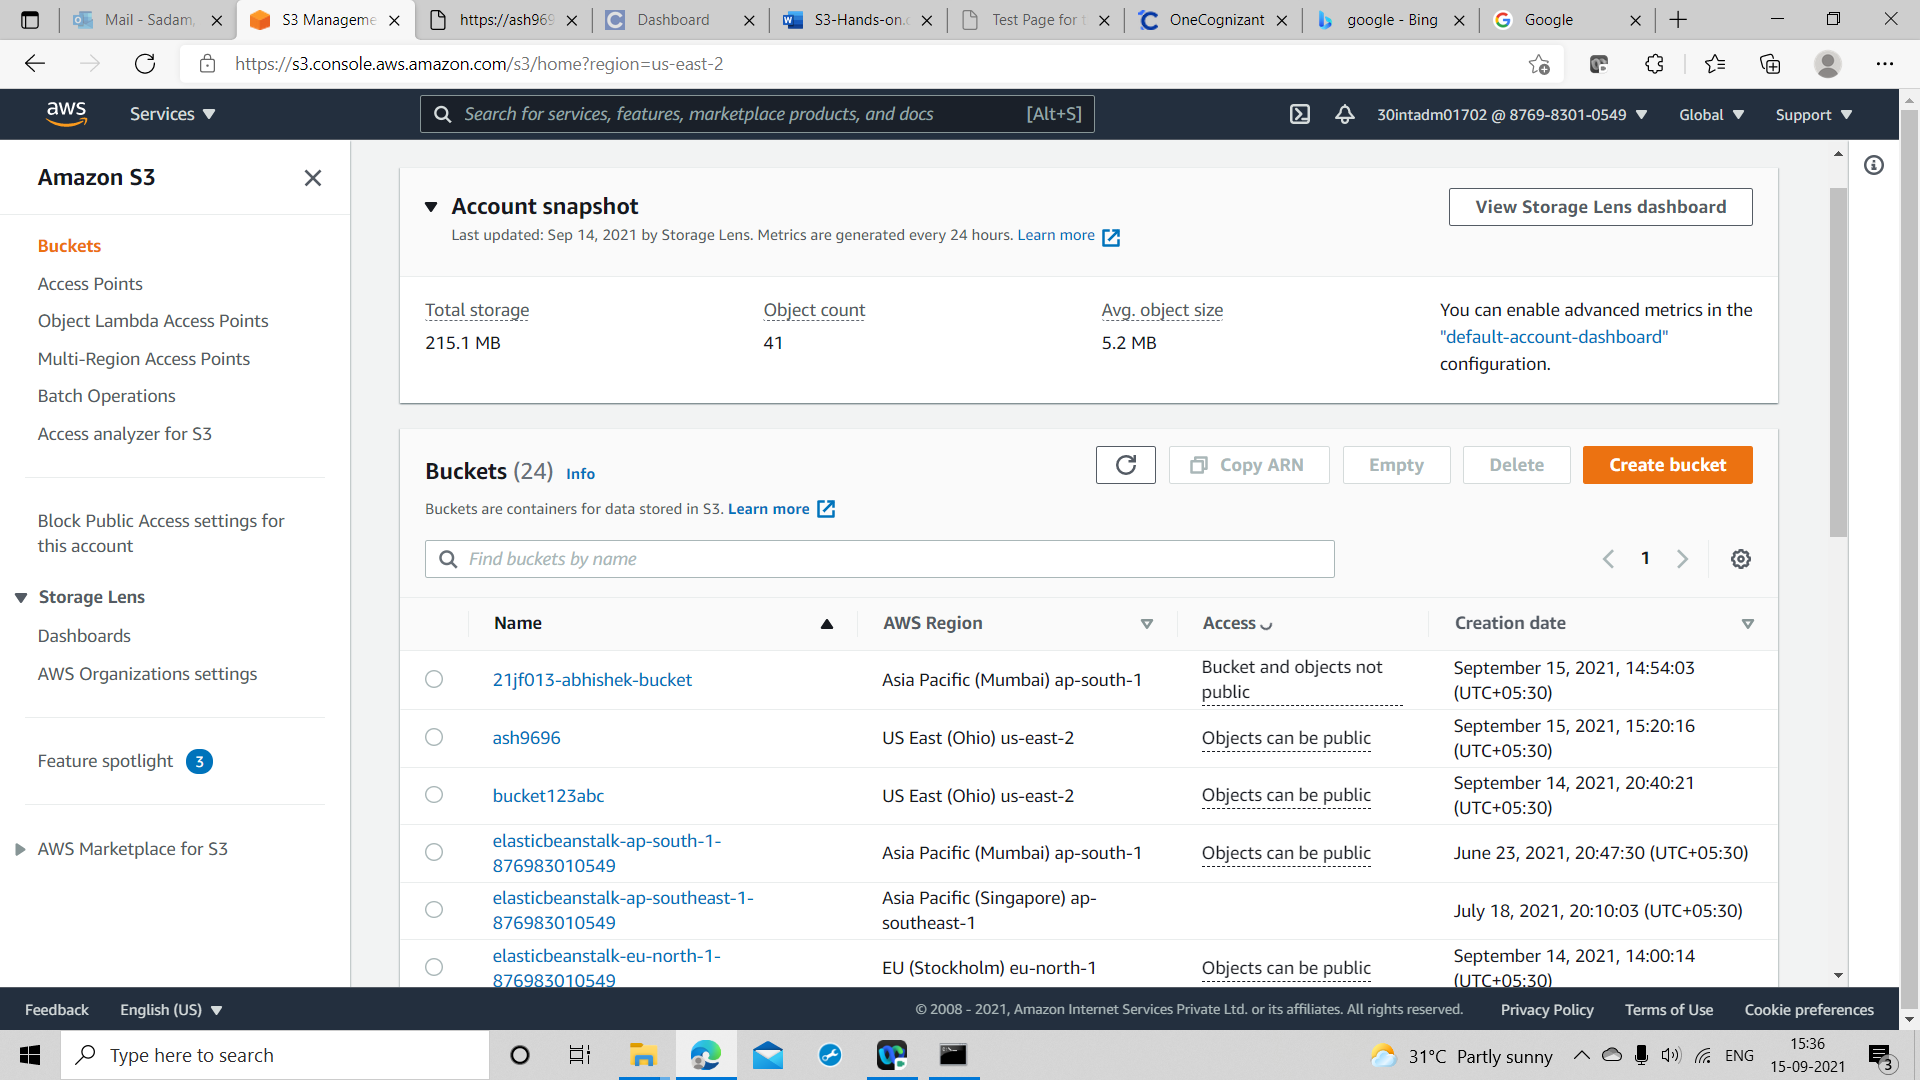 Mail - Sadam,
S3 Manageme
https://ash969
Dashboard
S3-Hands-on.
Test Page for t
OneCognizant
google - Bing
Google
https://s3.console.aws.amazon.com/s3/home?region=us-east-2
aws
Services
Search for services, features, marketplace products, and docs
[Alt+S]
30intadm01702 @ 8769-8301-0549
Global
Support
Amazon S3
Buckets
Access Points
Object Lambda Access Points
Multi-Region Access Points
Batch Operations
Access analyzer for S3
Block Public Access settings for
this account
Storage Lens
Dashboards
AWS Organizations settings
Feature spotlight 3
AWS Marketplace for S3
Account snapshot
Last updated: Sep 14, 2021 by Storage Lens. Metrics are generated every 24 hours. Learn more
View Storage Lens dashboard
Total storage
215.1 MB
Object count
41
Avg. object size
5.2 MB
You can enable advanced metrics in the
"default-account-dashboard"
configuration.
Buckets (24) Info
Copy ARN
Empty
Delete
Create bucket
Buckets are containers for data stored in S3. Learn more
Find buckets by name
1
Name
AWS Region
Access
Creation date
21jf013-abhishek-bucket
Asia Pacific (Mumbai) ap-south-1
Bucket and objects not
public
September 15, 2021, 14:54:03
(UTC+05:30)
ash9696
US East (Ohio) us-east-2
Objects can be public
September 15, 2021, 15:20:16
(UTC+05:30)
bucket123abc
US East (Ohio) us-east-2
Objects can be public
September 14, 2021, 20:40:21
(UTC+05:30)
elasticbeanstalk-ap-south-1-
876983010549
Asia Pacific (Mumbai) ap-south-1
Objects can be public
June 23, 2021, 20:47:30 (UTC+05:30)
elasticbeanstalk-ap-southeast-1-
876983010549
Asia Pacific (Singapore) ap-
southeast-1
July 18, 2021, 20:10:03 (UTC+05:30)
elasticbeanstalk-eu-north-1-
876983010549
EU (Stockholm) eu-north-1
Objects can be public
September 14, 2021, 14:00:14
(UTC+05:30)
Feedback
English (US)
© 2008 - 2021, Amazon Internet Services Private Ltd. or its affiliates. All rights reserved.
Privacy Policy
Terms of Use
Cookie preferences
Type here to search
31°C Partly sunny
ENG
15:36
15-09-2021
3